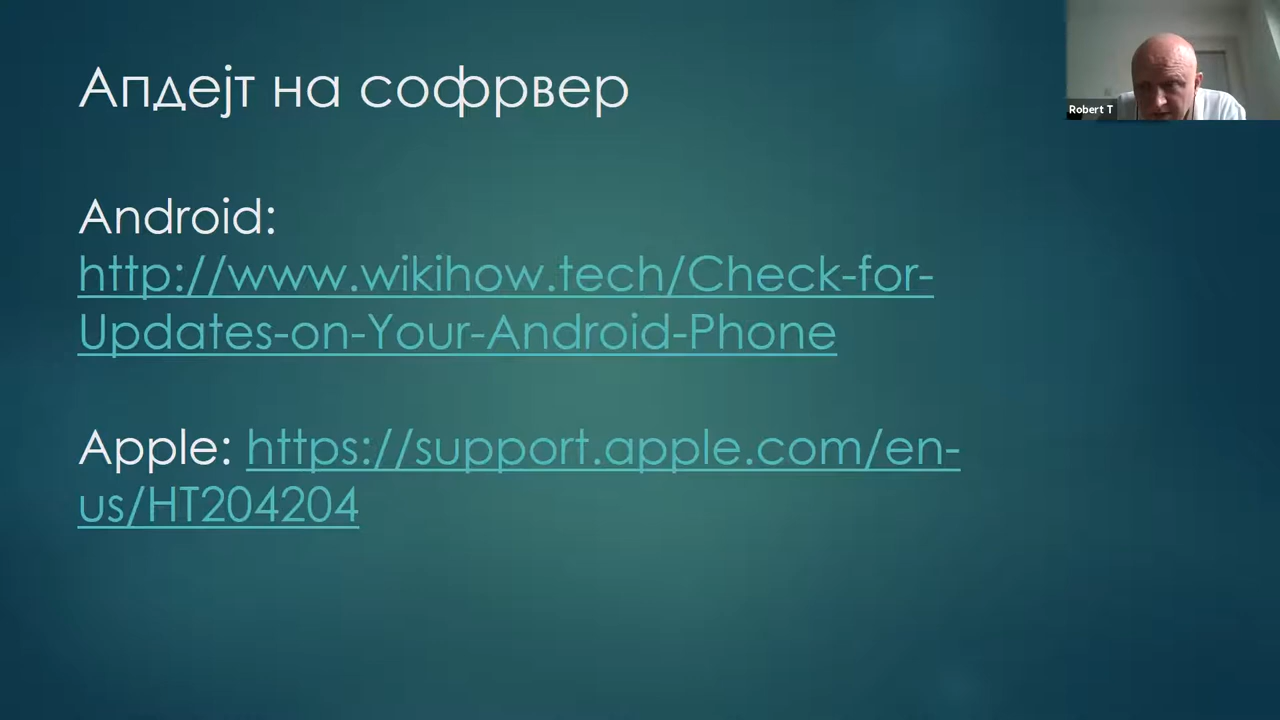 Апдејт на софрвер
Robert T
Android:
http://www.wikihow.tech/Check-for-
Updates-on-Your-Android-Phone
Apple: https://support.apple.com/en-
us/HT204204